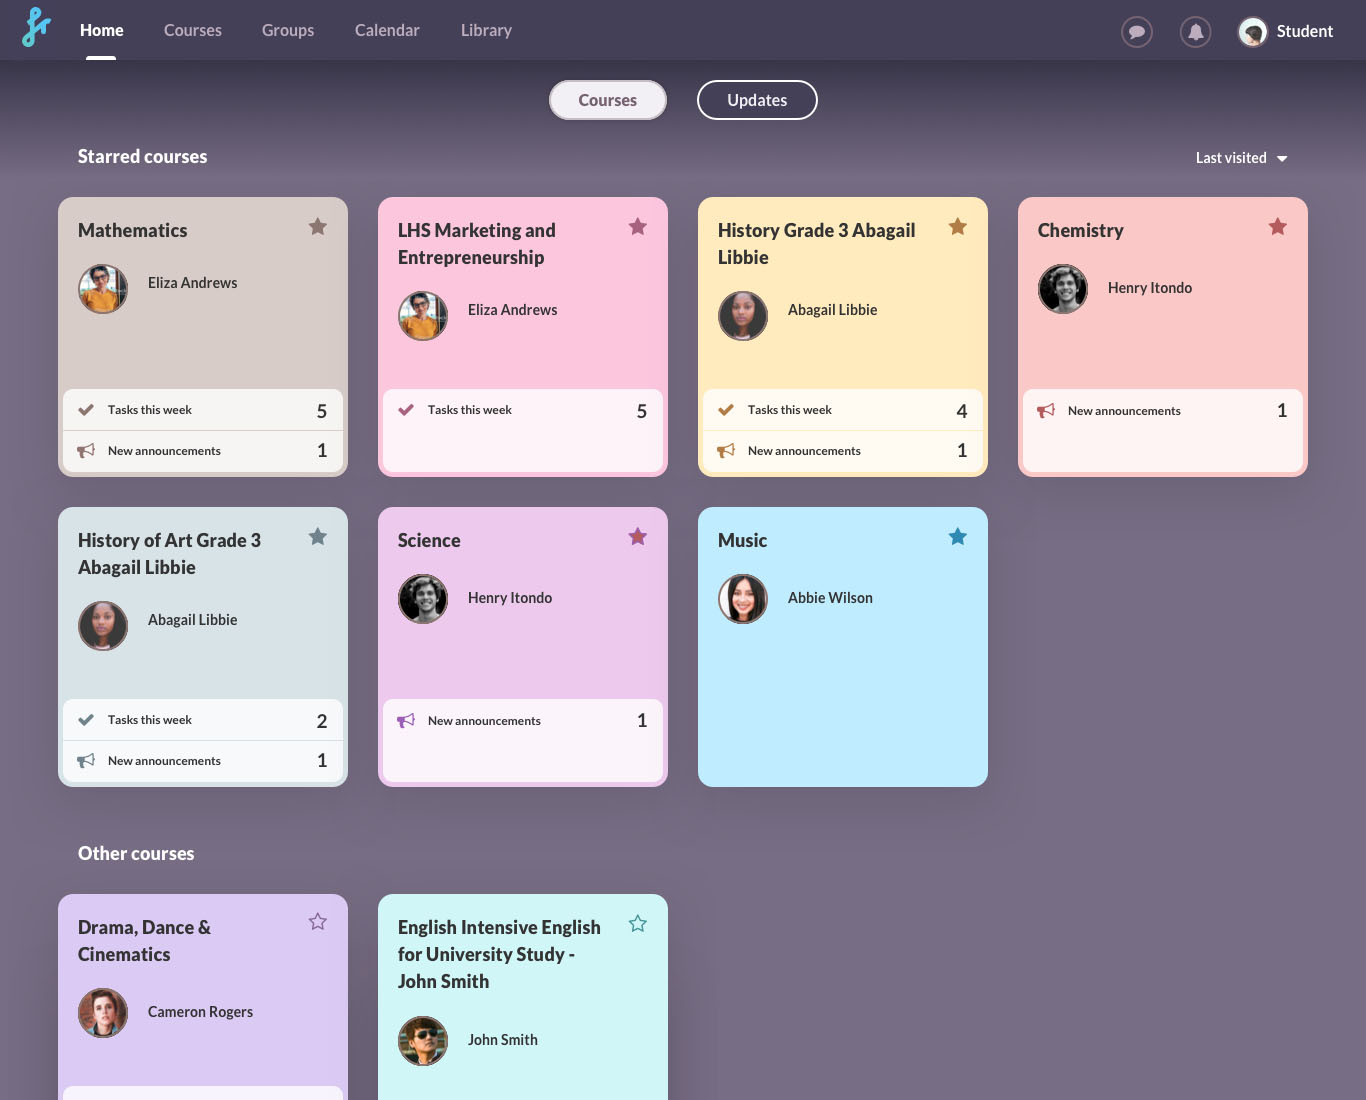 Home
Courses
Groups
Calendar
Library
Student
Courses
Updates
Starred courses
Last visited
Mathematics
Eliza Andrews
Tasks this week 5
New announcements 1
LHS Marketing and
Entrepreneurship
Eliza Andrews
Tasks this week 5
History Grade 3 Abagail
Libbie
Abagail Libbie
Tasks this week 4
New announcements 1
Chemistry
Henry Itondo
New announcements 1
History of Art Grade 3
Abagail Libbie
Abagail Libbie
Tasks this week 2
New announcements 1
Science
Henry Itondo
New announcements 1
Music
Abbie Wilson
Other courses
Drama, Dance &
Cinematics
Cameron Rogers
English Intensive English
for University Study -
John Smith
John Smith